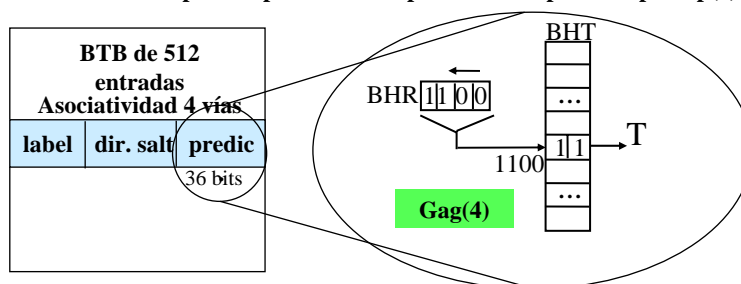 BTB de 512
entradas
Asociatividad 4 vías
label dir. salt predic
36 bits
BHT
BHR 1 1 0 0
...
1100
1 1
T
...
Gag(4)